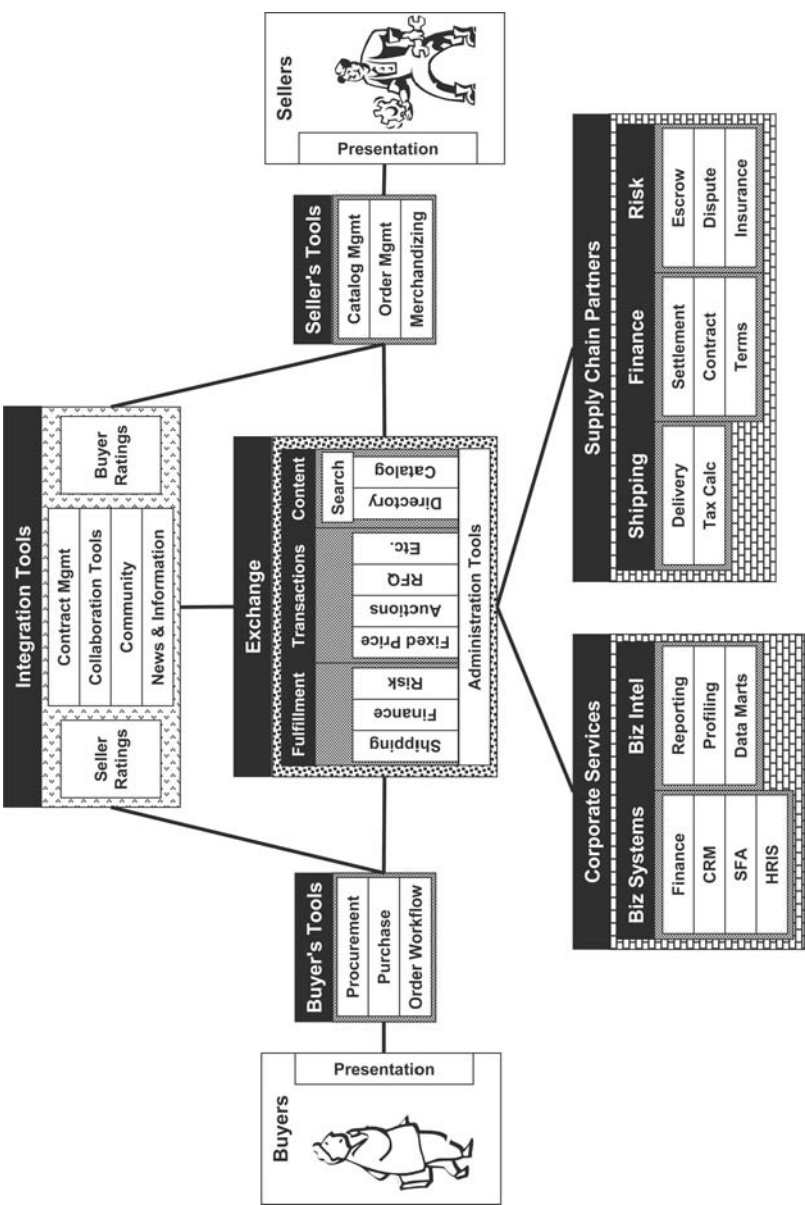 Integration Tools
Seller
Ratings
Contract Mgmt
Collaboration Tools
Community
News & Information
Buyer
Ratings
Buyers
Presentation
Buyer's Tools
Procurement
Purchase
Order Workflow
Exchange
Fulfillment
Shipping
Finance
Risk
Transactions
Fixed Price
Auctions
RFQ
Etc.
Content
Search
Directory
Catalog
Administration Tools
Seller's Tools
Catalog Mgmt
Order Mgmt
Merchandizing
Sellers
Presentation
Corporate Services
Biz Systems
Finance
CRM
SFA
HRIS
Biz Intel
Reporting
Profiling
Data Marts
Supply Chain Partners
Shipping
Delivery
Tax Calc
Finance
Settlement
Contract
Terms
Risk
Escrow
Dispute
Insurance